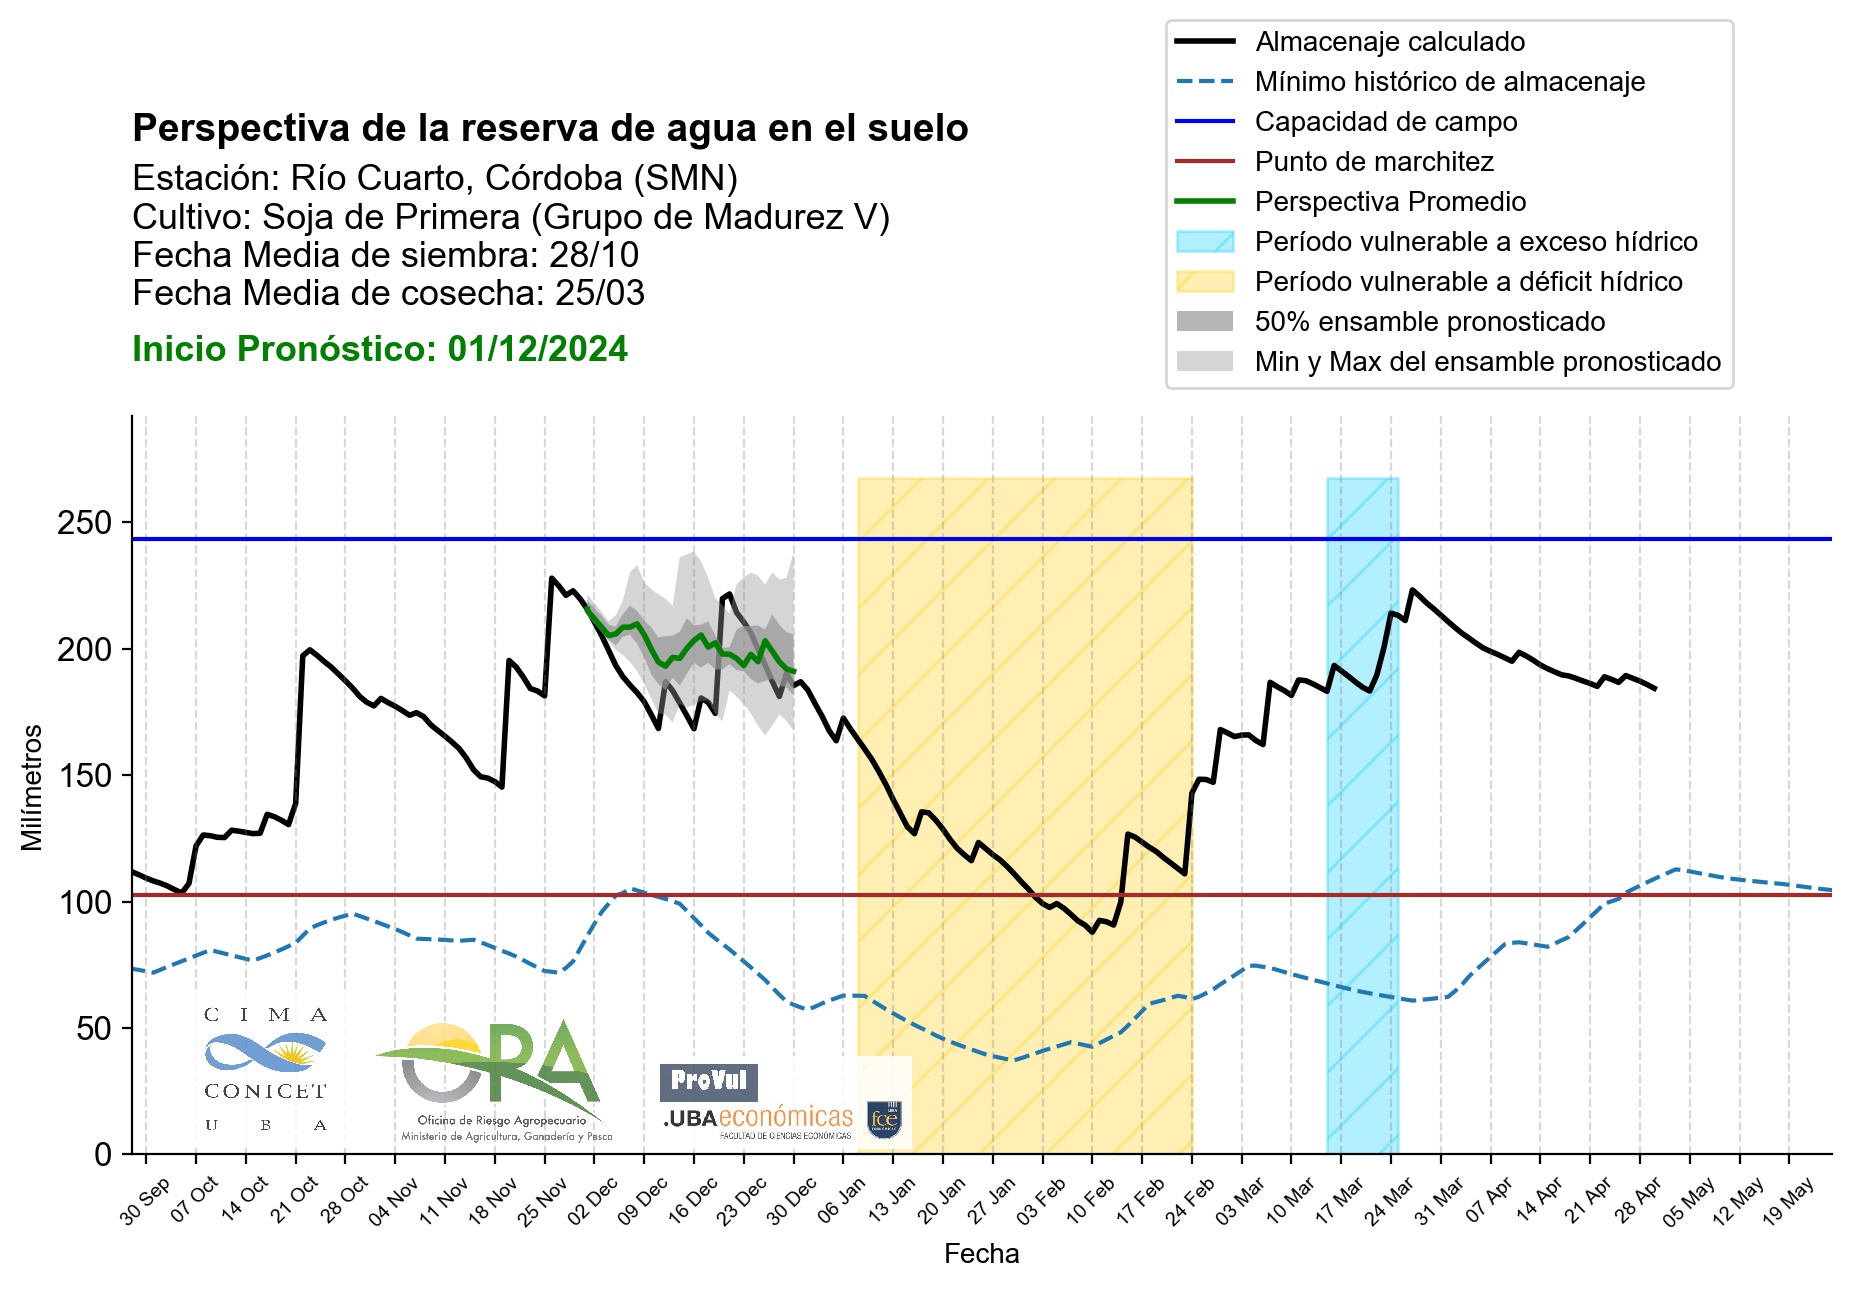 Almacenaje calculado
Mínimo histórico de almacenaje
Capacidad de campo
Punto de marchitez
Perspectiva Promedio
Período vulnerable a exceso hídrico
Período vulnerable a déficit hídrico
50% ensamble pronosticado
Min y Max del ensamble pronosticado
Perspectiva de la reserva de agua en el suelo
Estación: Río Cuarto, Córdoba (SMN)
Cultivo: Soja de Primera (Grupo de Madurez V)
Fecha Media de siembra: 28/10
Fecha Media de cosecha: 25/03
Inicio Pronóstico: 01/12/2024
Milímetros
250
200
150
100
50
0
CIMA
CONICET
UBA
ORA
Oficina de Riesgo Agropecuario
Ministerio de Agricultura, Ganadería y Pesca
ProVul
.UBAeconómicas
FACULTAD DE CIENCIAS ECONÓMICAS
fce
30 Sep
07 Oct
14 Oct
21 Oct
28 Oct
04 Nov
11 Nov
18 Nov
25 Nov
02 Dec
09 Dec
16 Dec
23 Dec
30 Dec
06 Jan
13 Jan
20 Jan
27 Jan
03 Feb
10 Feb
17 Feb
24 Feb
03 Mar
10 Mar
17 Mar
24 Mar
31 Mar
07 Apr
14 Apr
21 Apr
28 Apr
05 May
12 May
19 May
Fecha